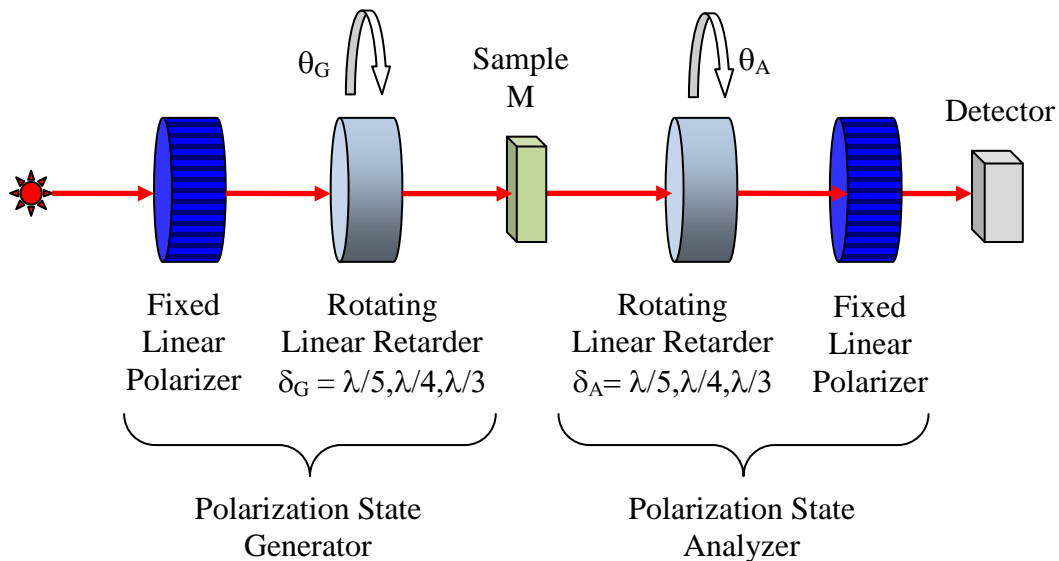 θG
Sample
M
θA
Detector
Fixed
Linear
Polarizer
Rotating
Linear Retarder
δG = λ/5,λ/4,λ/3
Rotating
Linear Retarder
δA= λ/5,λ/4,λ/3
Fixed
Linear
Polarizer
Polarization State
Generator
Polarization State
Analyzer